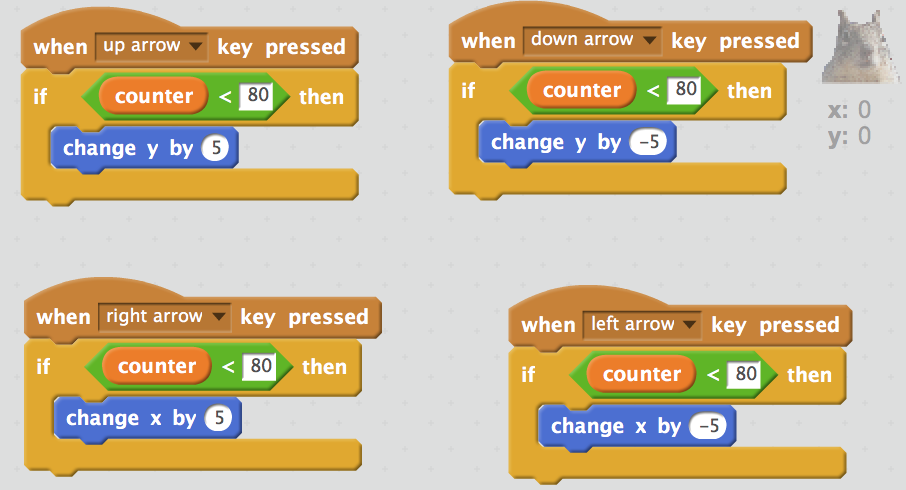 when up arrow key pressed
if counter < 80 then
change y by 5
when down arrow key pressed
if counter < 80 then
change y by -5
x: 0
y: 0
when right arrow key pressed
if counter < 80 then
change x by 5
when left arrow key pressed
if counter < 80 then
change x by -5